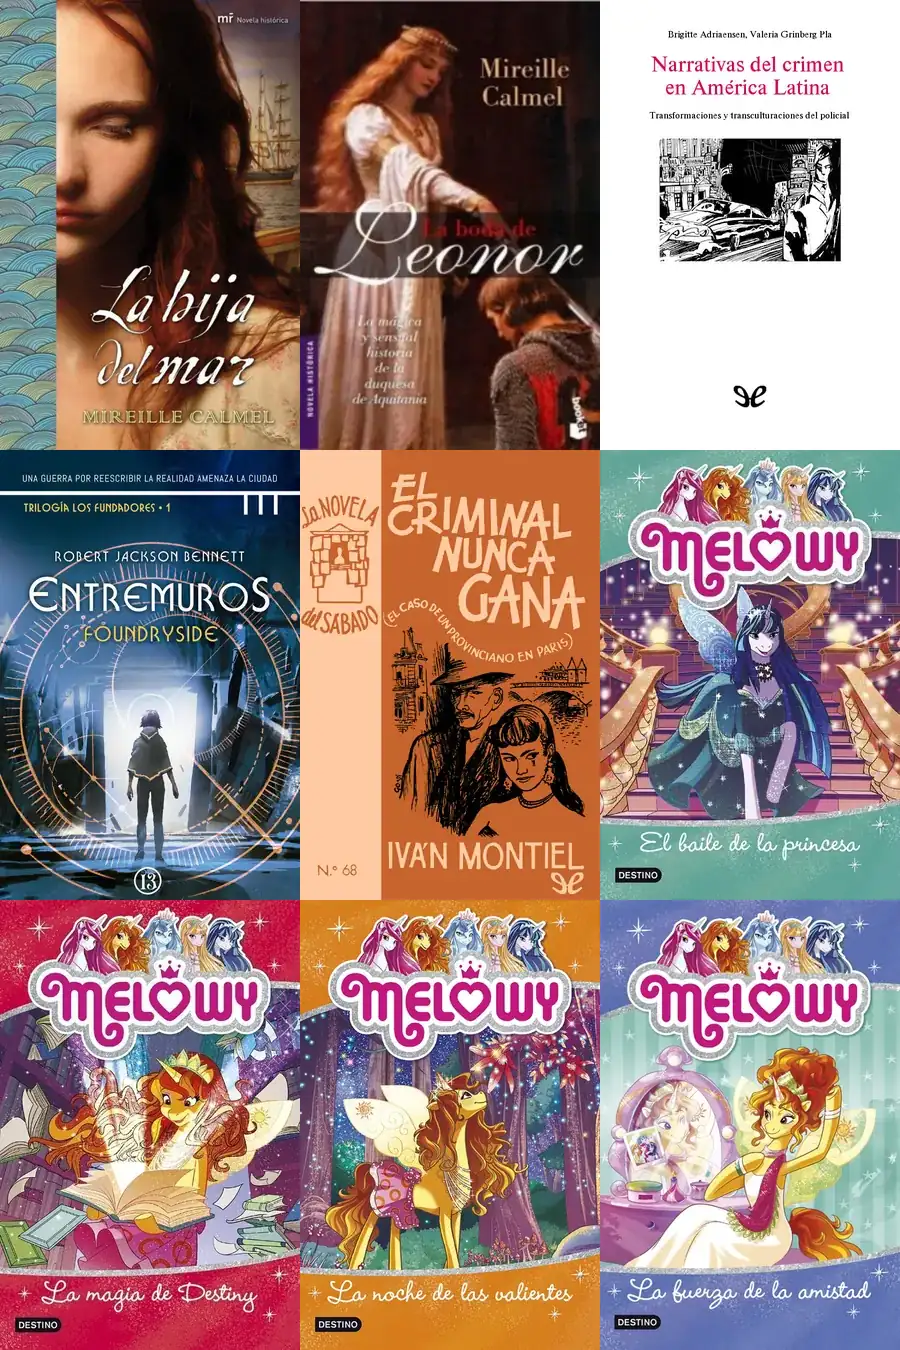 mr Novela histórica
La hija
del mar
MIREILLE CALMEL
Mireille
Calmel
La boda de
Leonor
La mágica
y sensual
historia
de la
duquesa
de Aquitania
NOVELA HISTÓRICA
booket
Brigitte Adriaensen, Valeria Grinberg Pla
Narrativas del crimen
en América Latina
Transformaciones y transculturaciones del policial
UNA GUERRA POR REESCRIBIR LA REALIDAD AMENAZA LA CIUDAD
TRILOGÍA LOS FUNDADORES • 1
ROBERT JACKSON BENNETT
ENTREMUROS
FOUNDRYSIDE
13
LA NOVELA
del SÁBADO
N.º 68
EL
CRIMINAL
NUNCA
GANA
(EL CASO DE UN PROVINCIANO EN PARIS)
IVÁN MONTIEL
MELOWY
El baile de la princesa
DESTINO
MELOWY
La magia de Destiny
DESTINO
MELOWY
La noche de las valientes
DESTINO
MELOWY
La fuerza de la amistad
DESTINO